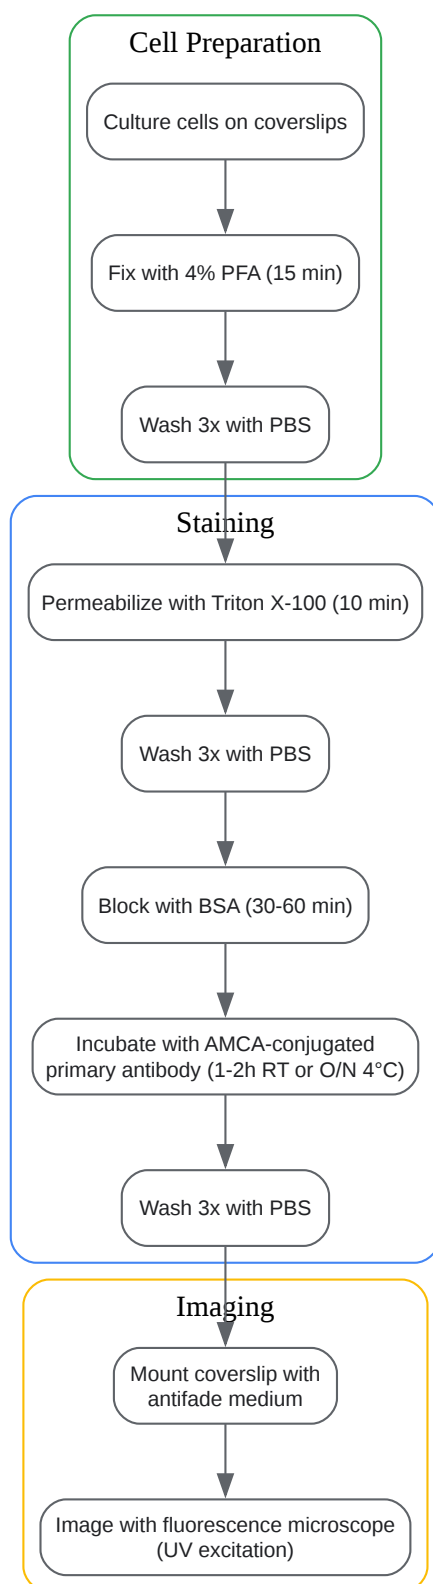 Cell Preparation
Culture cells on coverslips
Fix with 4% PFA (15 min)
Wash 3x with PBS
Staining
Permeabilize with Triton X-100 (10 min)
Wash 3x with PBS
Block with BSA (30-60 min)
Incubate with AMCA-conjugated
primary antibody (1-2h RT or O/N 4°C)
Wash 3x with PBS
Imaging
Mount coverslip with
antifade medium
Image with fluorescence microscope
(UV excitation)